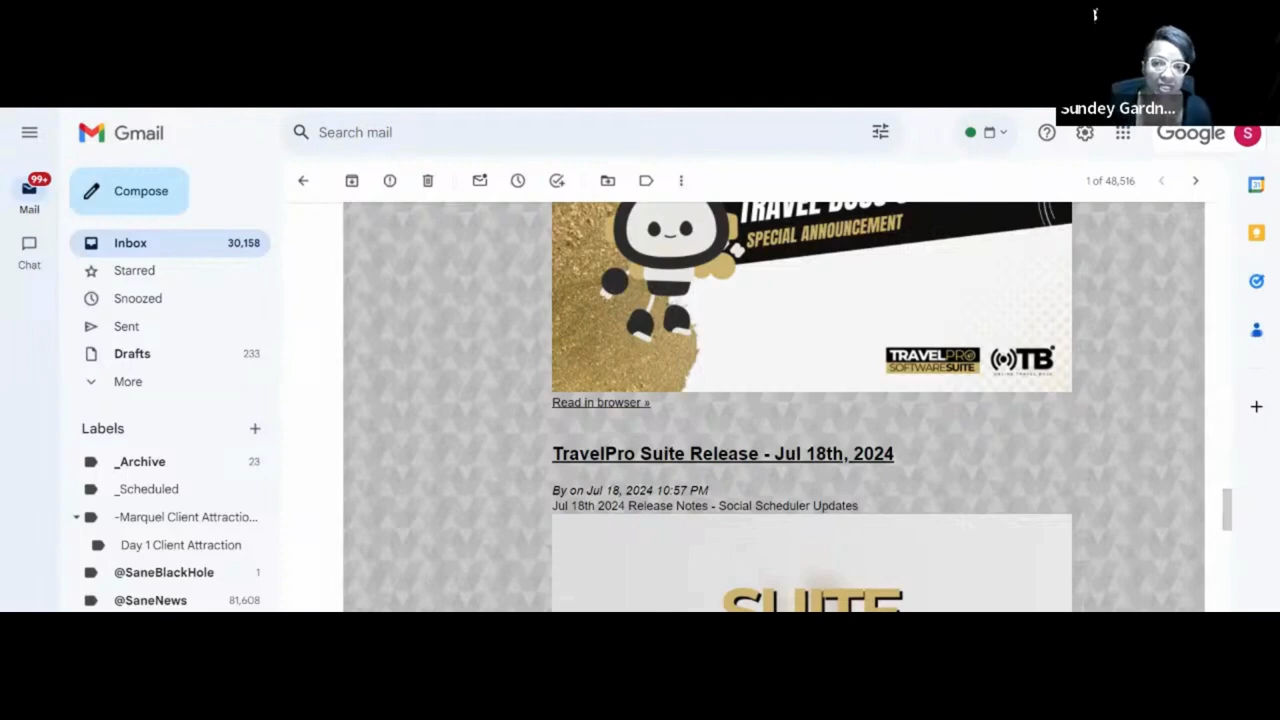 Sundey Gardn...
Gmail
Search mail
Google
S
99+
Mail
Chat
Compose
1 of 48,516
Inbox 30,158
Starred
Snoozed
Sent
Drafts 233
More
Labels
_Archive 23
_Scheduled
-Marquel Client Attractio...
Day 1 Client Attraction
@SaneBlackHole 1
@SaneNews 81,608
TRAVEL
SPECIAL ANNOUNCEMENT
TRAVELPRO
SOFTWARESUITE
TB
Read in browser »
TravelPro Suite Release - Jul 18th, 2024
By on Jul 18, 2024 10:57 PM
Jul 18th 2024 Release Notes - Social Scheduler Updates
SUITE
31